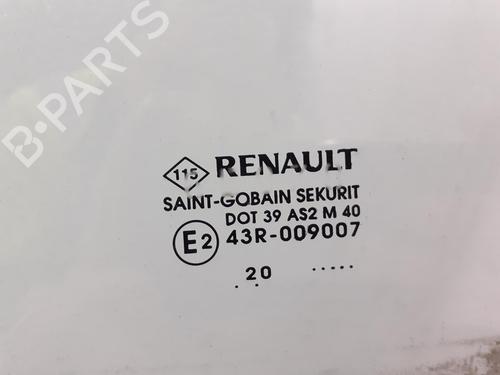 B-PARTS
115 RENAULT
SAINT-GOBAIN SEKURIT
DOT 39 AS2 M 40
E2 43R-009007
. 20 .....
. .